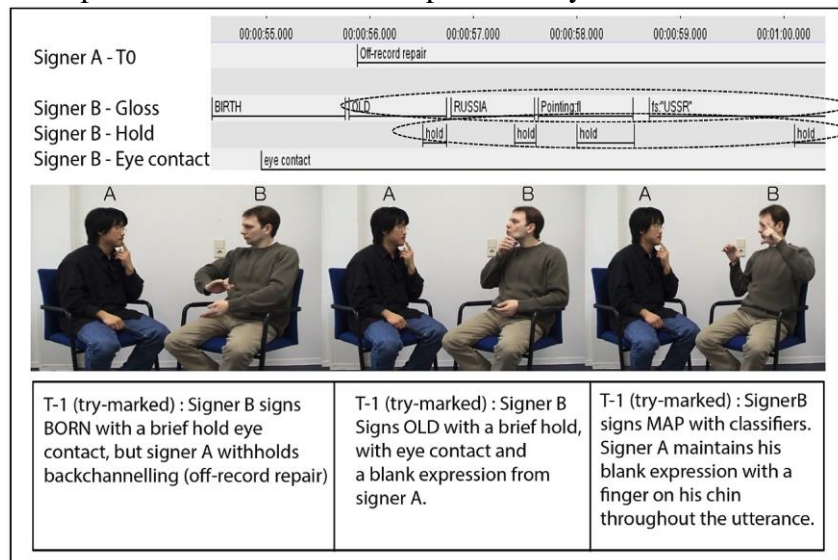 00:00:55.000 00:00:56.000 00:00:57.000 00:00:58.000 00:00:59.000 00:01:00.000
Signer A - T0 Off-record repair
Signer B - Gloss BIRTH OLD RUSSIA Pointing:fl fs:"USSR"
Signer B - Hold hold hold hold hold
Signer B - Eye contact eye contact
A B A B A B
T-1 (try-marked) : Signer B signs
BORN with a brief hold eye
contact, but signer A withholds
backchannelling (off-record repair)
T-1 (try-marked) : Signer B
Signs OLD with a brief hold,
with eye contact and
a blank expression from
signer A.
T-1 (try-marked) : SignerB
signs MAP with classifiers.
Signer A maintains his
blank expression with a
finger on his chin
throughout the utterance.